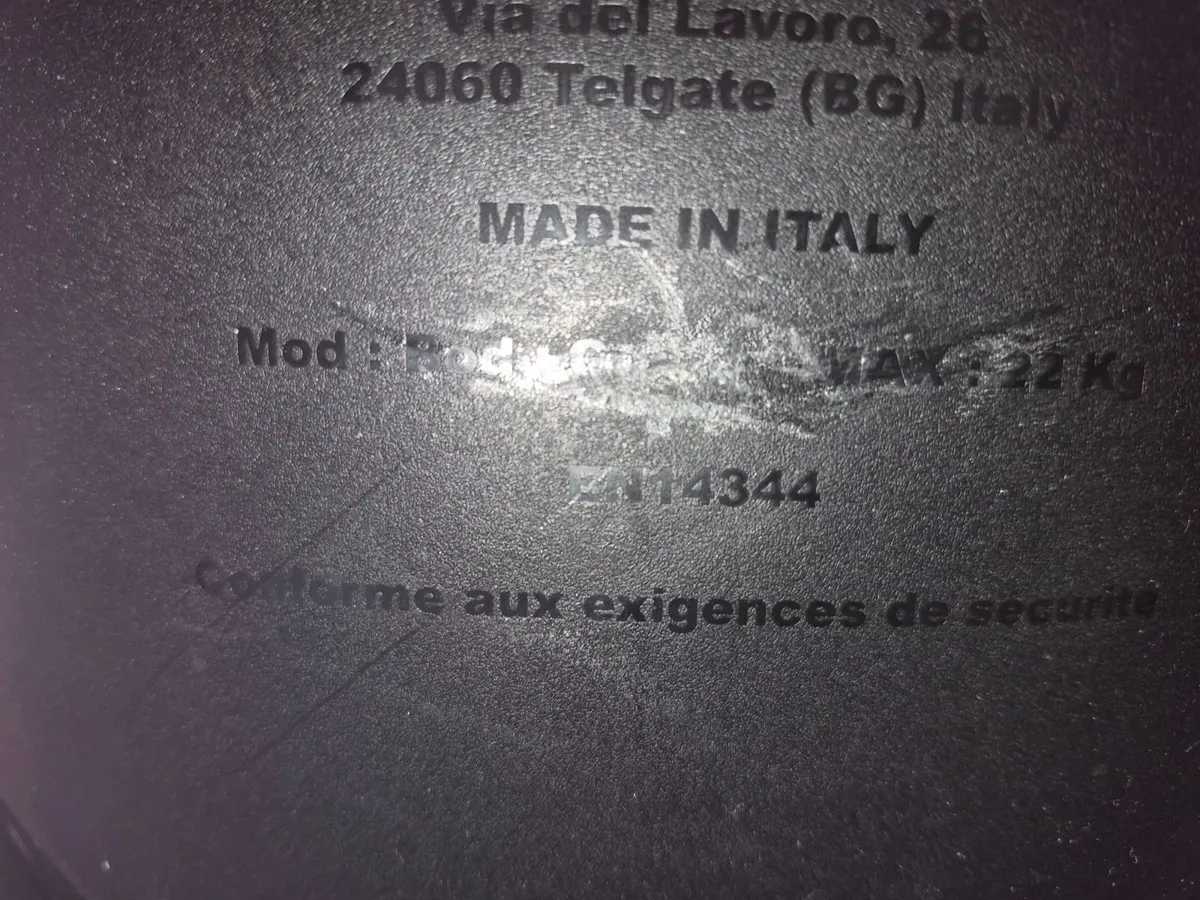 Via del Lavoro, 26
24060 Telgate (BG) Italy
MADE IN ITALY
Mod : MAX : 22 Kg
EN14344
Conforme aux exigences de securite